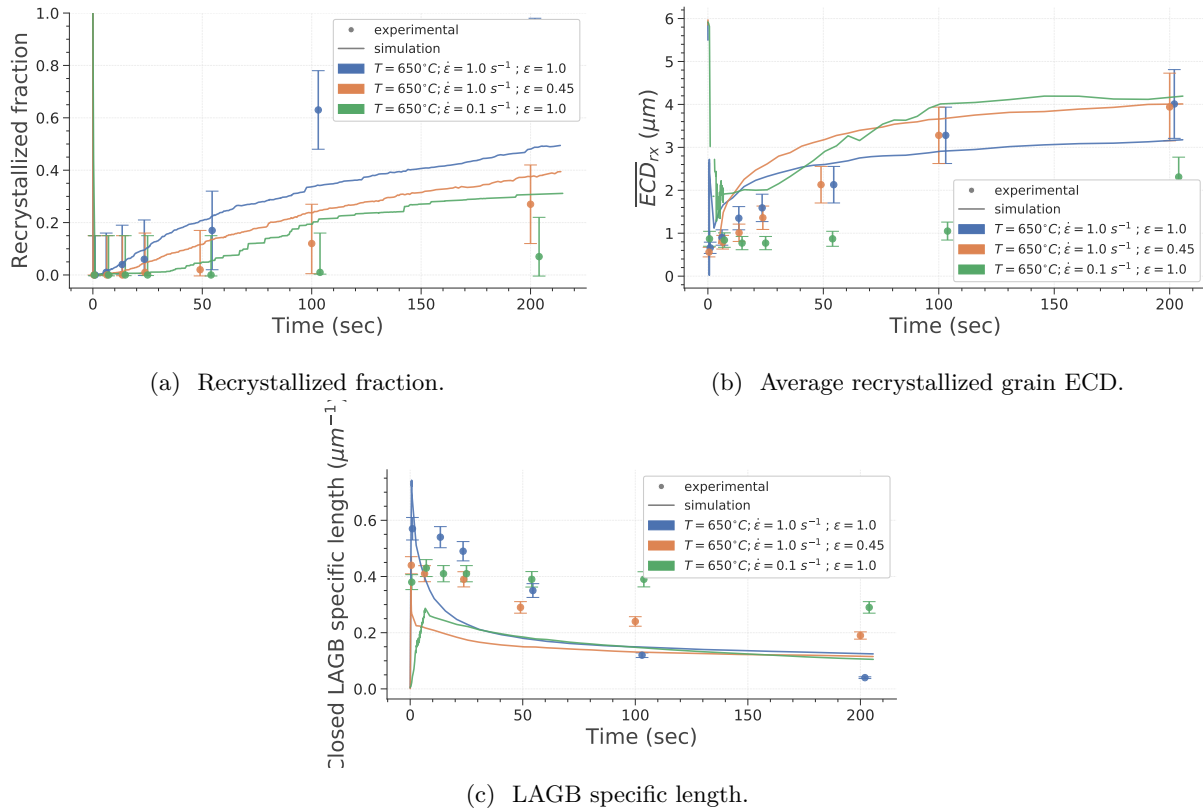 1.0
0.8
0.6
0.4
0.2
0.0
Recrystallized fraction
0 50 100 150 200
Time (sec)
experimental
simulation
T = 650°C; ε̇ = 1.0 s⁻¹ ; ε = 1.0
T = 650°C; ε̇ = 1.0 s⁻¹ ; ε = 0.45
T = 650°C; ε̇ = 0.1 s⁻¹ ; ε = 1.0
(a) Recrystallized fraction.
6
5
4
3
2
1
0
E̅C̅D̅rx (μm)
0 50 100 150 200
Time (sec)
experimental
simulation
T = 650°C; ε̇ = 1.0 s⁻¹ ; ε = 1.0
T = 650°C; ε̇ = 1.0 s⁻¹ ; ε = 0.45
T = 650°C; ε̇ = 0.1 s⁻¹ ; ε = 1.0
(b) Average recrystallized grain ECD.
0.6
0.4
0.2
0.0
losed LAGB specific length (μm⁻¹
0 50 100 150 200
Time (sec)
experimental
simulation
T = 650°C; ε̇ = 1.0 s⁻¹ ; ε = 1.0
T = 650°C; ε̇ = 1.0 s⁻¹ ; ε = 0.45
T = 650°C; ε̇ = 0.1 s⁻¹ ; ε = 1.0
(c) LAGB specific length.